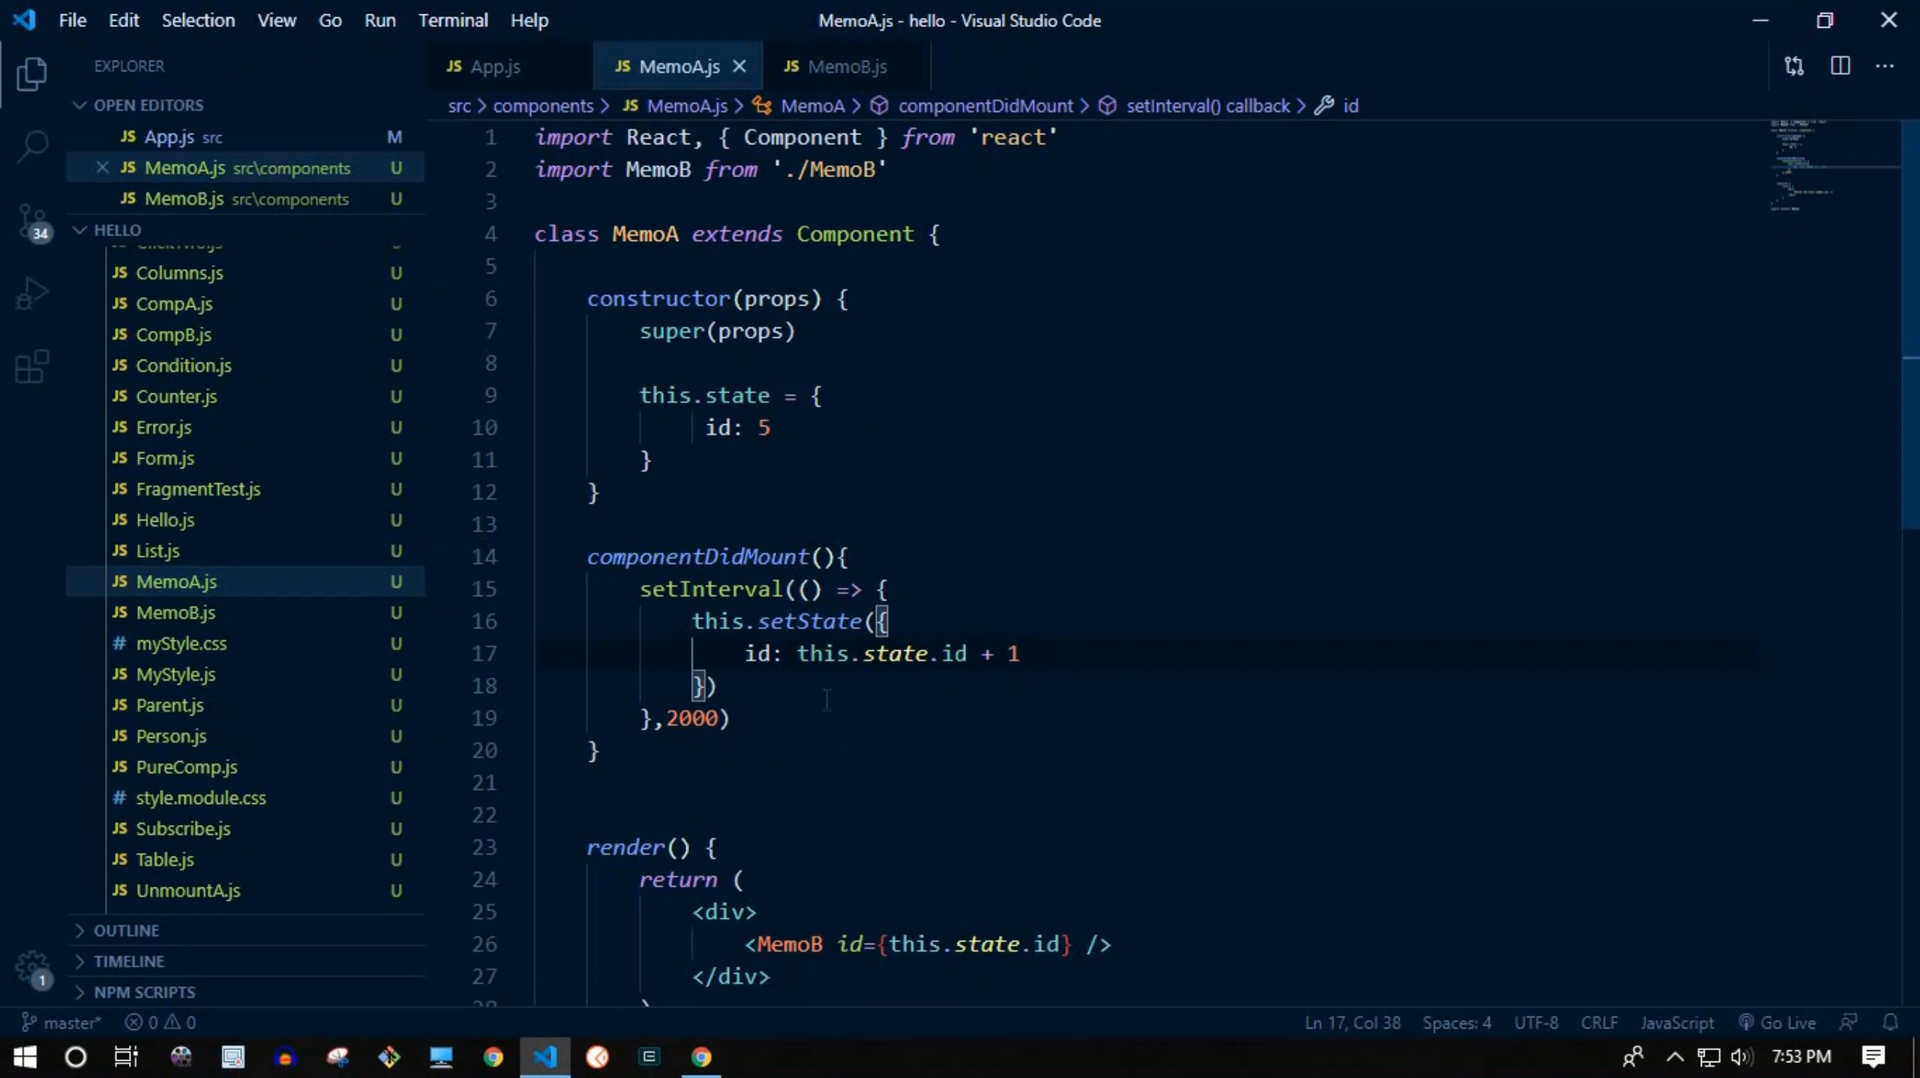 File Edit Selection View Go Run Terminal Help
MemoA.js - hello - Visual Studio Code
EXPLORER
OPEN EDITORS
JS App.js src M
JS MemoA.js src\components U
JS MemoB.js src\components U
34
HELLO
JS Columns.js U
JS CompA.js U
JS CompB.js U
JS Condition.js U
JS Counter.js U
JS Error.js U
JS Form.js U
JS FragmentTest.js U
JS Hello.js U
JS List.js U
JS MemoA.js U
JS MemoB.js U
# myStyle.css U
JS MyStyle.js U
JS Parent.js U
JS Person.js U
JS PureComp.js U
# style.module.css U
JS Subscribe.js U
JS Table.js U
JS UnmountA.js U
OUTLINE
TIMELINE
NPM SCRIPTS
1
JS App.js JS MemoA.js JS MemoB.js
src > components > JS MemoA.js > MemoA > componentDidMount > setInterval() callback > id
1 import React, { Component } from 'react'
2 import MemoB from './MemoB'
3
4 class MemoA extends Component {
5
6 constructor(props) {
7 super(props)
8
9 this.state = {
10 id: 5
11 }
12 }
13
14 componentDidMount(){
15 setInterval(() => {
16 this.setState({
17 id: this.state.id + 1
18 })
19 },2000)
20 }
21
22
23 render() {
24 return (
25 <div>
26 <MemoB id={this.state.id} />
27 </div>
master* 0 0 Ln 17, Col 38 Spaces: 4 UTF-8 CRLF JavaScript Go Live
7:53 PM